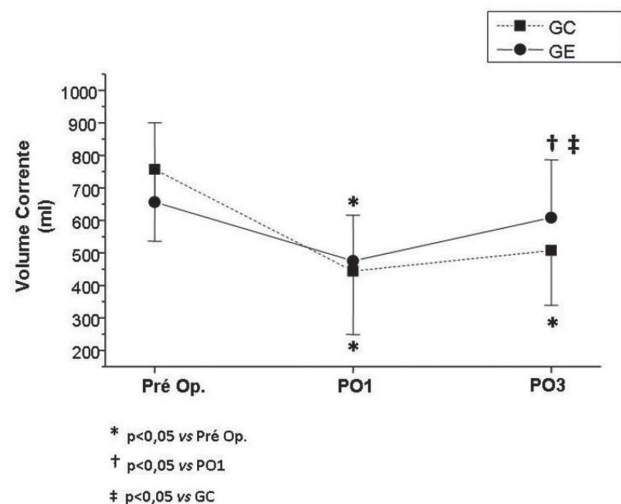 GC
GE
1000
900
800
700
600
500
400
300
200
Volume Corrente
(ml)
† ‡
*
*
*
Pré Op.
PO1
PO3
* p<0,05 vs Pré Op.
† p<0,05 vs PO1
‡ p<0,05 vs GC